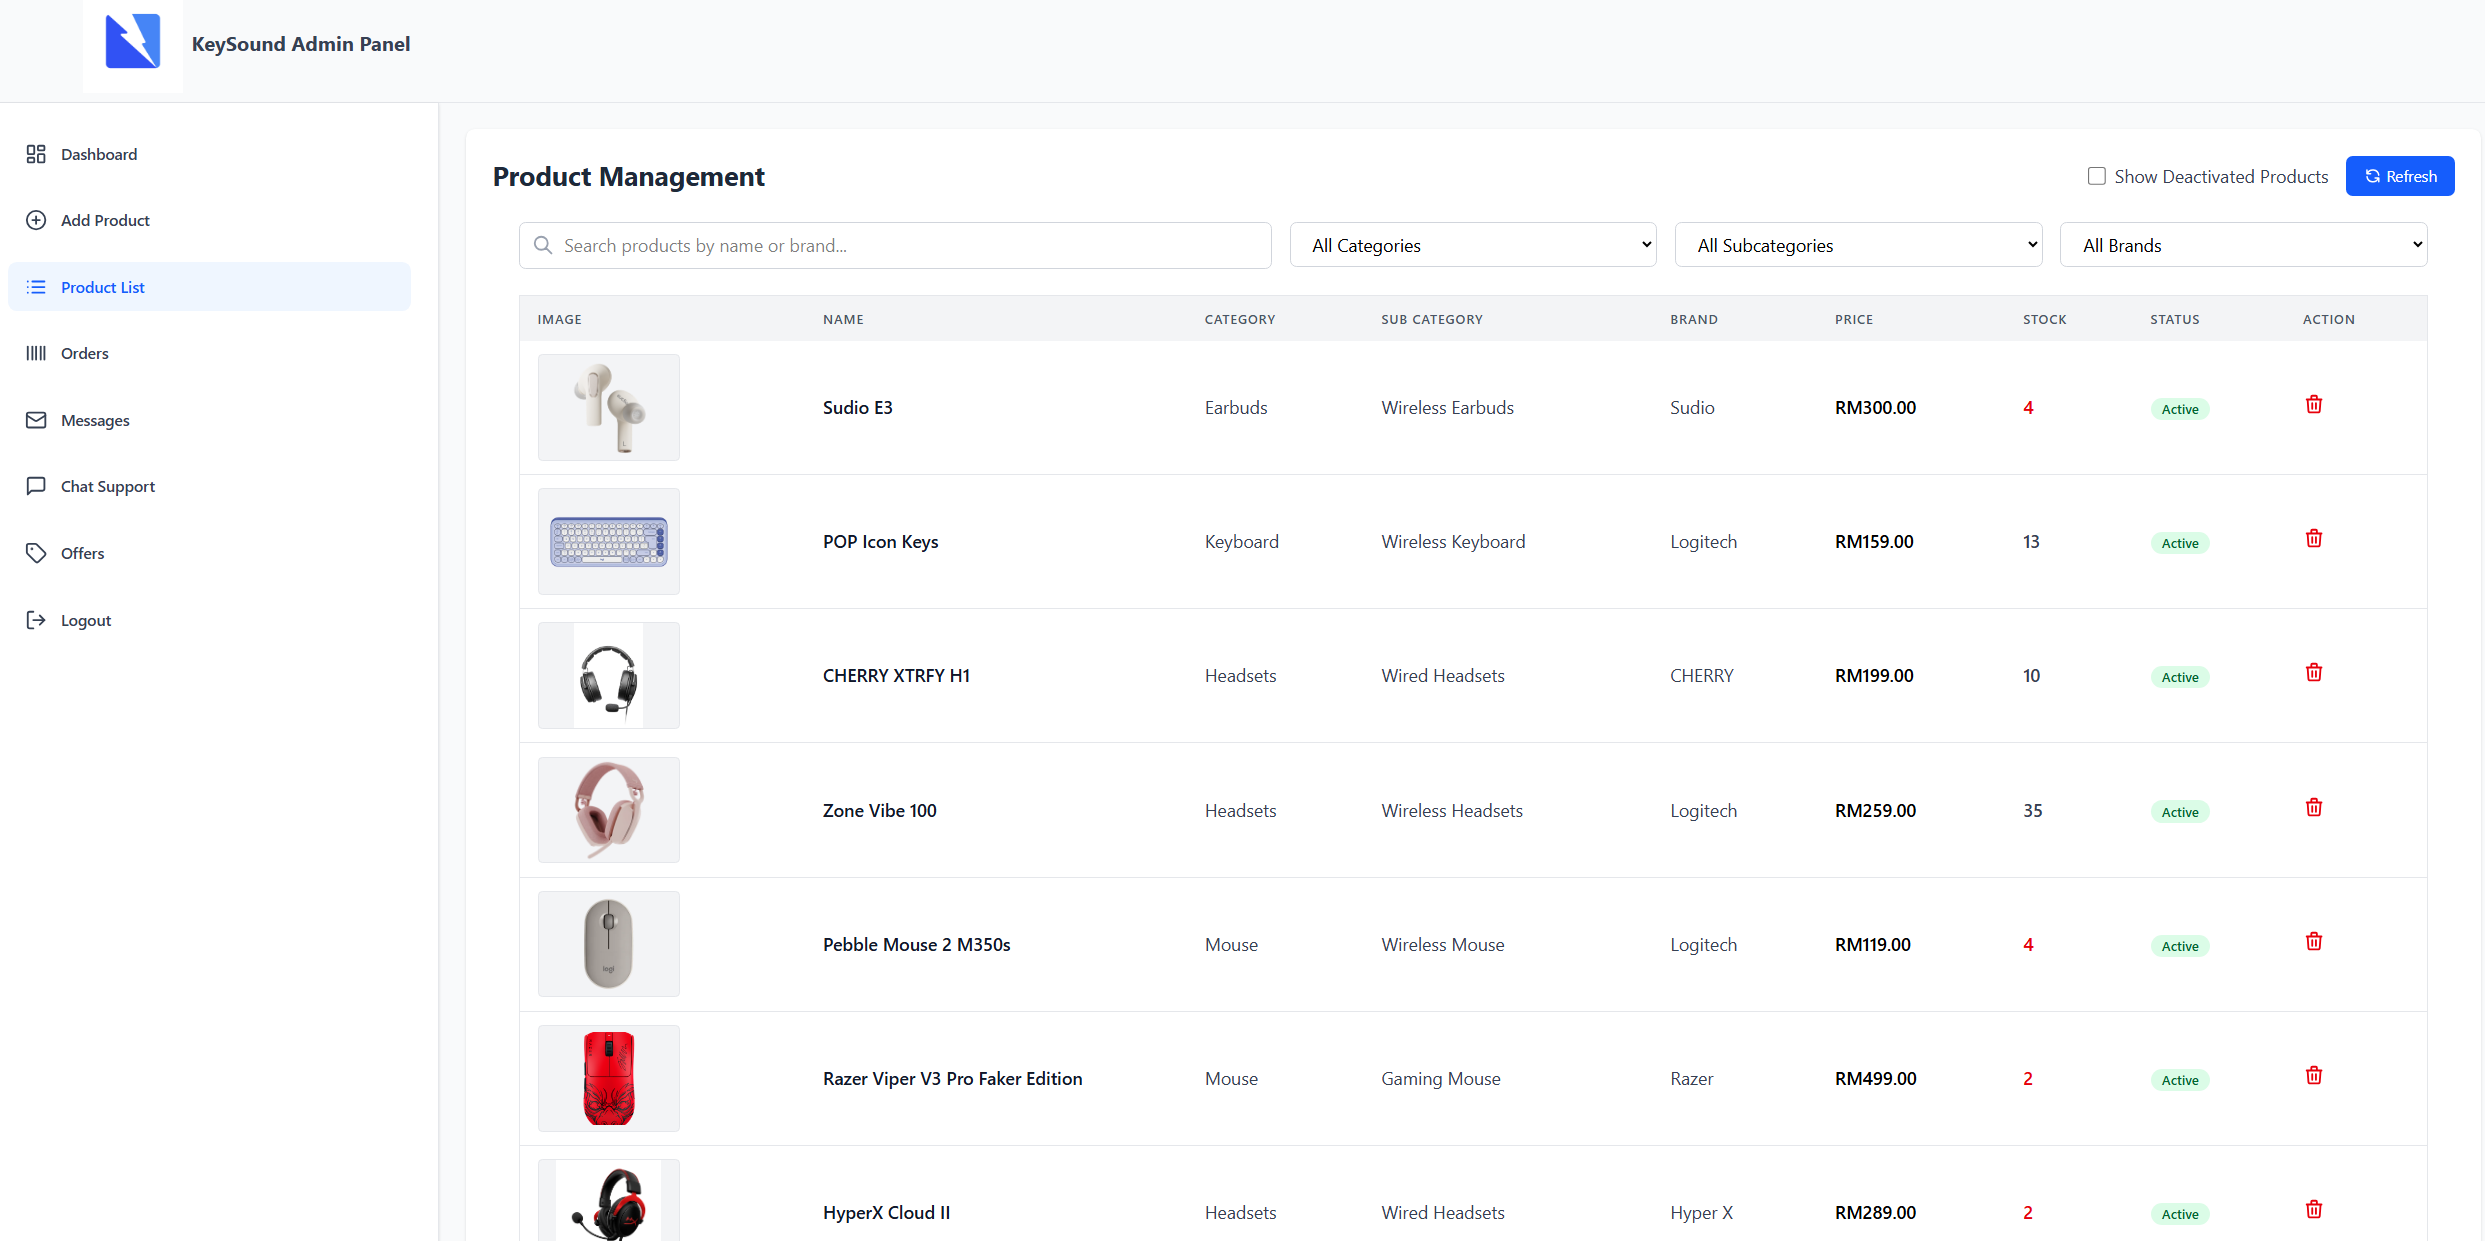 KeySound Admin Panel
Dashboard
Add Product
Product List
Orders
Messages
Chat Support
Offers
Logout
Product Management
Show Deactivated Products
Refresh
Search products by name or brand...
All Categories
All Subcategories
All Brands
IMAGE NAME CATEGORY SUB CATEGORY BRAND PRICE STOCK STATUS ACTION
Sudio E3 Earbuds Wireless Earbuds Sudio RM300.00 4 Active
POP Icon Keys Keyboard Wireless Keyboard Logitech RM159.00 13 Active
CHERRY XTRFY H1 Headsets Wired Headsets CHERRY RM199.00 10 Active
Zone Vibe 100 Headsets Wireless Headsets Logitech RM259.00 35 Active
logi
Pebble Mouse 2 M350s Mouse Wireless Mouse Logitech RM119.00 4 Active
Razer Viper V3 Pro Faker Edition Mouse Gaming Mouse Razer RM499.00 2 Active
HyperX Cloud II Headsets Wired Headsets Hyper X RM289.00 2 Active